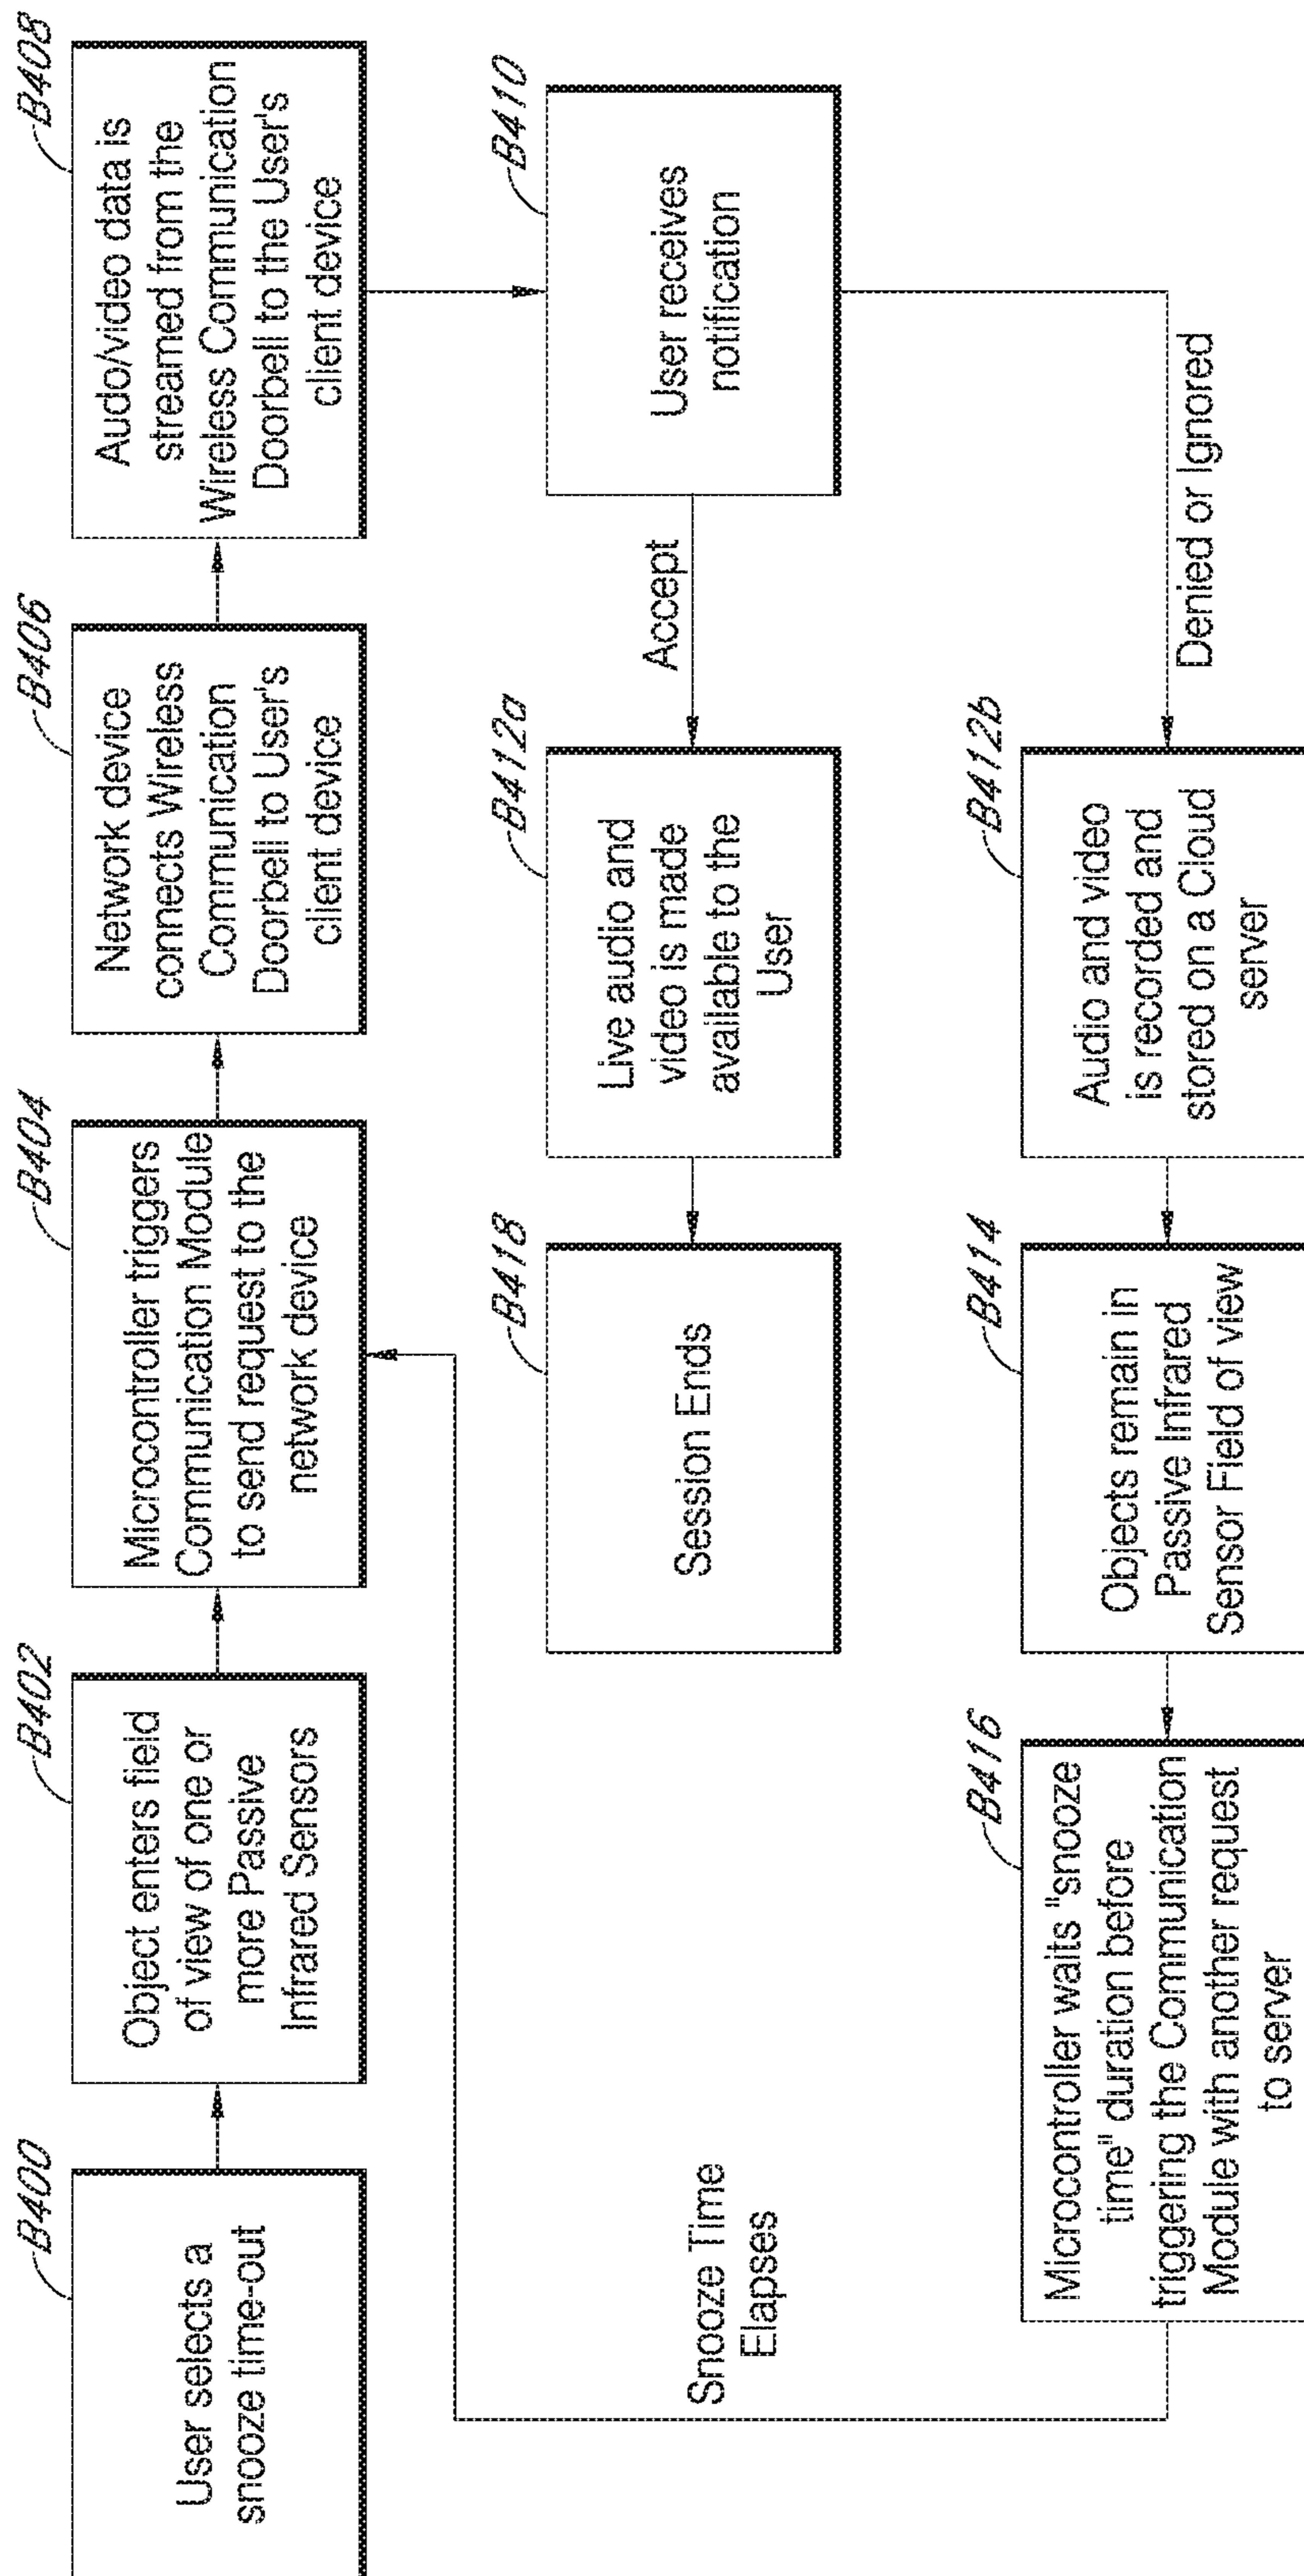 B400
User selects a
snooze time-out
B402
Object enters field
of view of one or
more Passive
Infrared Sensors
B404
Microcontroller triggers
Communication Module
to send request to the
network device
B406
Network device
connects Wireless
Communication
Doorbell to User's
client device
B408
Audo/video data is
streamed from the
Wireless Communication
Doorbell to the User's
client device
B410
User receives
notification
Accept
B412a
Live audio and
video is made
available to the
User
B418
Session Ends
Denied or Ignored
B412b
Audio and video
is recorded and
stored on a Cloud
server
B414
Objects remain in
Passive Infrared
Sensor Field of view
B416
Microcontroller waits "snooze
time" duration before
triggering the Communication
Module with another request
to server
Snooze Time
Elapses